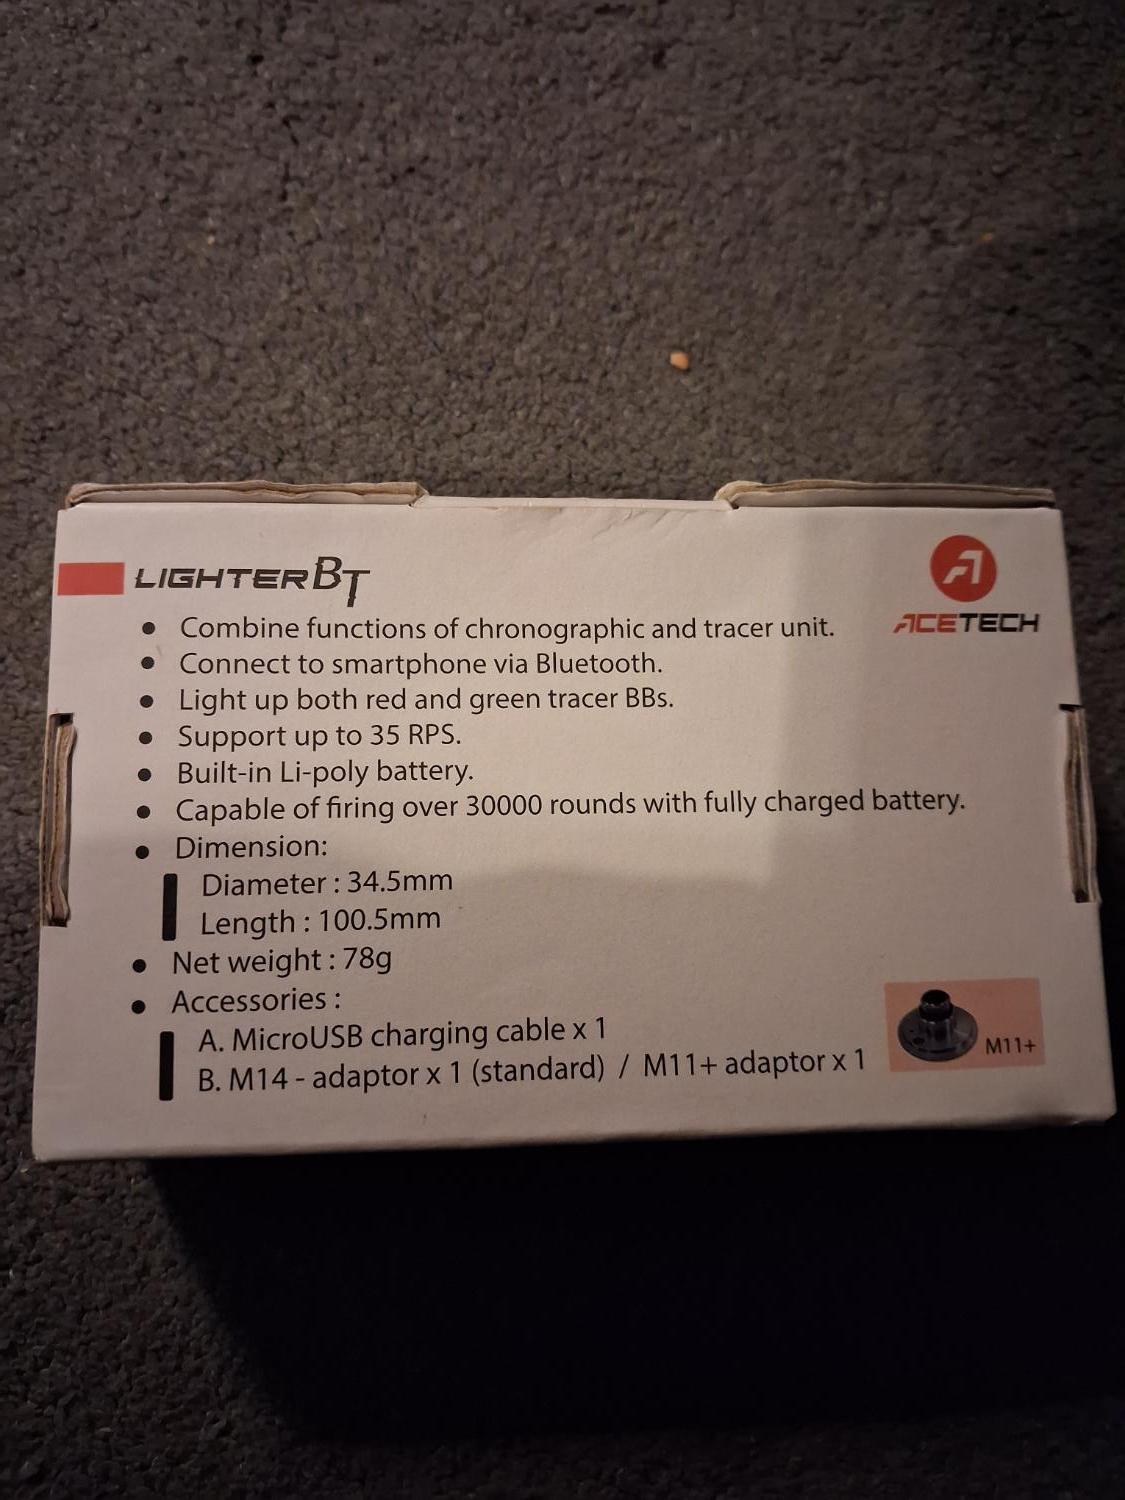 LIGHTER BT
ACETECH
• Combine functions of chronographic and tracer unit.
• Connect to smartphone via Bluetooth.
• Light up both red and green tracer BBs.
• Support up to 35 RPS.
• Built-in Li-poly battery.
• Capable of firing over 30000 rounds with fully charged battery.
• Dimension:
Diameter : 34.5mm
Length : 100.5mm
• Net weight : 78g
• Accessories :
A. MicroUSB charging cable x 1
B. M14 - adaptor x 1 (standard) / M11+ adaptor x 1
M11+